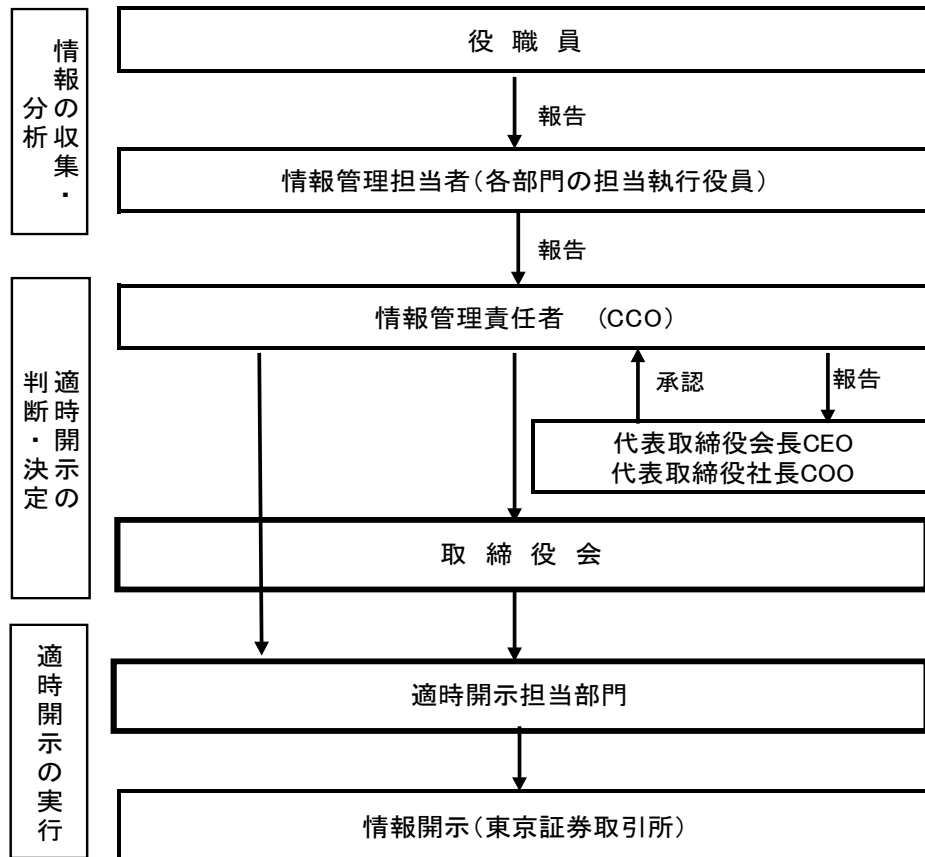 情報の収集・
分析
役 職 員
報告
情報管理担当者(各部門の担当執行役員)
報告
適時開示の
判断・決定
情報管理責任者 (CCO)
承認
報告
代表取締役会長CEO
代表取締役社長COO
取 締 役 会
適時開示の実行
適時開示担当部門
情報開示(東京証券取引所)